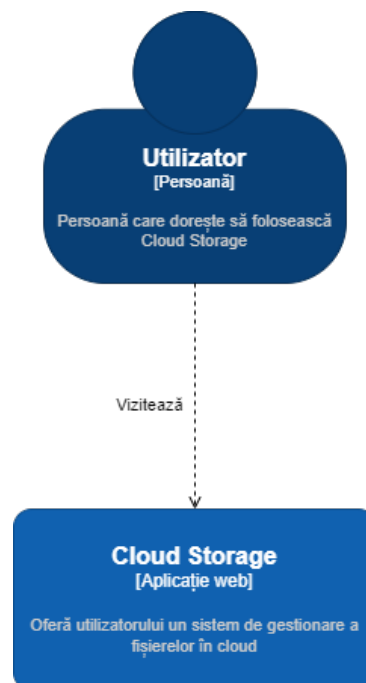 Utilizator
[Persoană]
Persoană care dorește să folosească
Cloud Storage
Vizitează
Cloud Storage
[Aplicație web]
Oferă utilizatorului un sistem de gestionare a
fișierelor în cloud